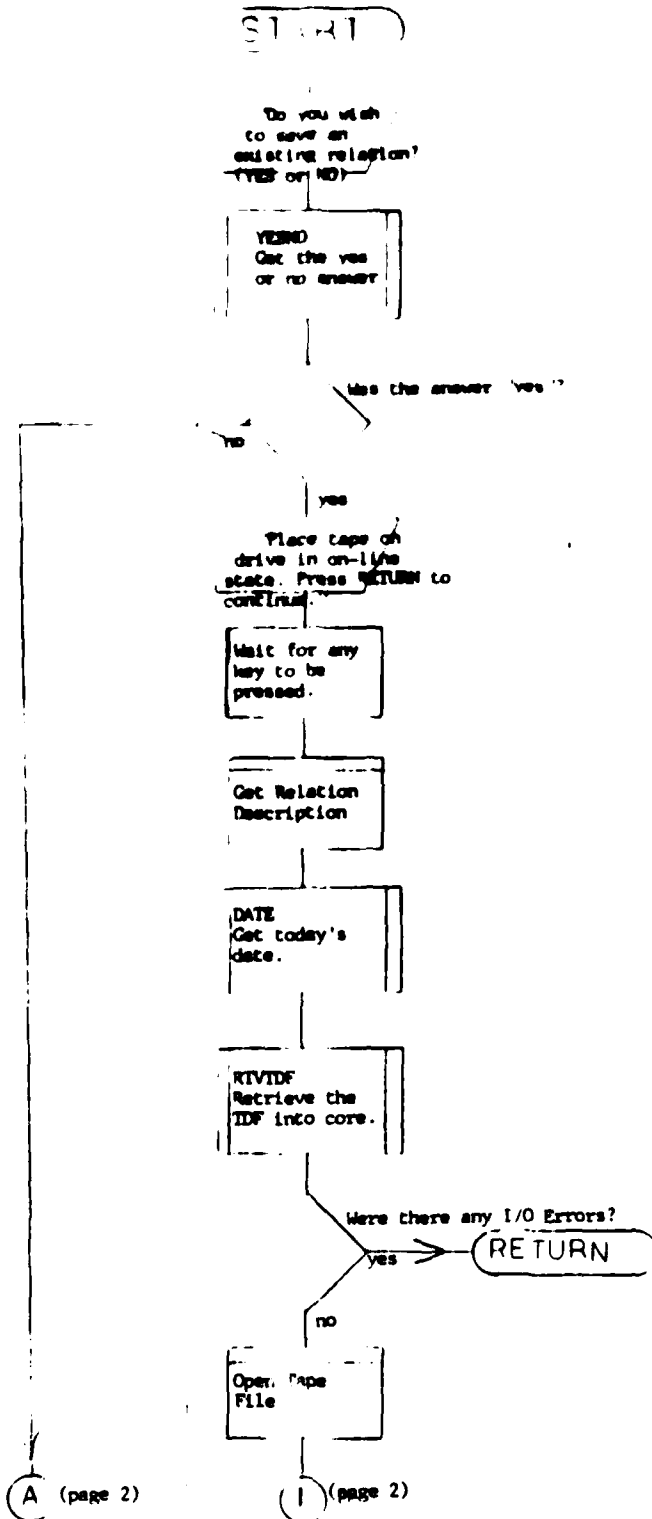 START
Do you wish
to save an
existing relation?
(YES or NO)
YESNO
Get the yes
or no answer
Was the answer 'yes'?
no
yes
Place tape on
drive in on-line
state. Press RETURN to
continue.
Wait for any
key to be
pressed.
Get Relation
Description
DATE
Get today's
date.
RTVTDF
Retrieve the
TDF into core.
Were there any I/O Errors?
yes
RETURN
no
Open Tape
File
A (page 2)
1 (page 2)